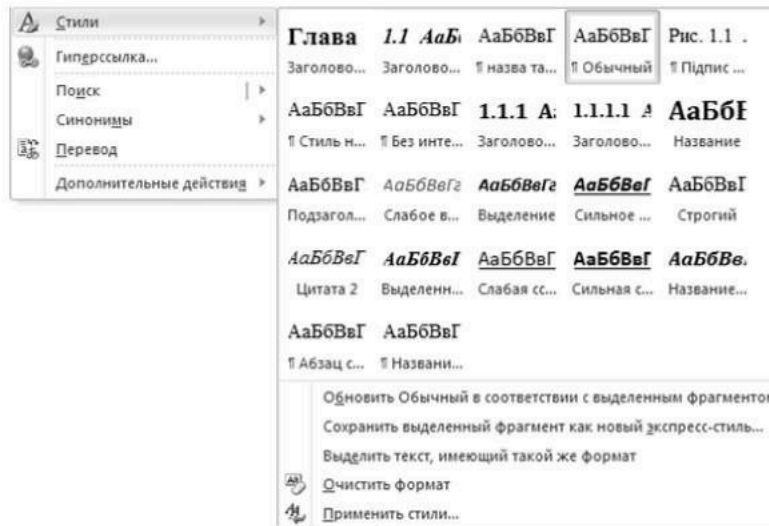 Стили
Гиперссылка...
Поиск
Синонимы
Перевод
Дополнительные действия
Глава 1.1 АаБ АаБбВвГ АаБбВвГ Рис. 1.1 .
Заголово... Заголово... ¶ назва та... ¶ Обычный ¶ Підпис ...
АаБбВвГ АаБбВвГ 1.1.1 А 1.1.1.1 А АаБбВ
¶ Стиль н... ¶ Без инте... Заголово... Заголово... Название
АаБбВвГ АаБбВвГг АаБбВвГг АаБбВвГ АаБбВвГ
Подзагол... Слабое в... Выделение Сильное ... Строгий
АаБбВвГ АаБбВвГ АаБбВвГ АаБбВвГ АаБбВв
Цитата 2 Выделенн... Слабая сс... Сильная с... Название...
АаБбВвГ АаБбВвГ
¶ Абзац с... ¶ Названи...
Обновить Обычный в соответствии с выделенным фрагментом
Сохранить выделенный фрагмент как новый экспресс-стиль...
Выделить текст, имеющий такой же формат
Очистить формат
Применить стили...